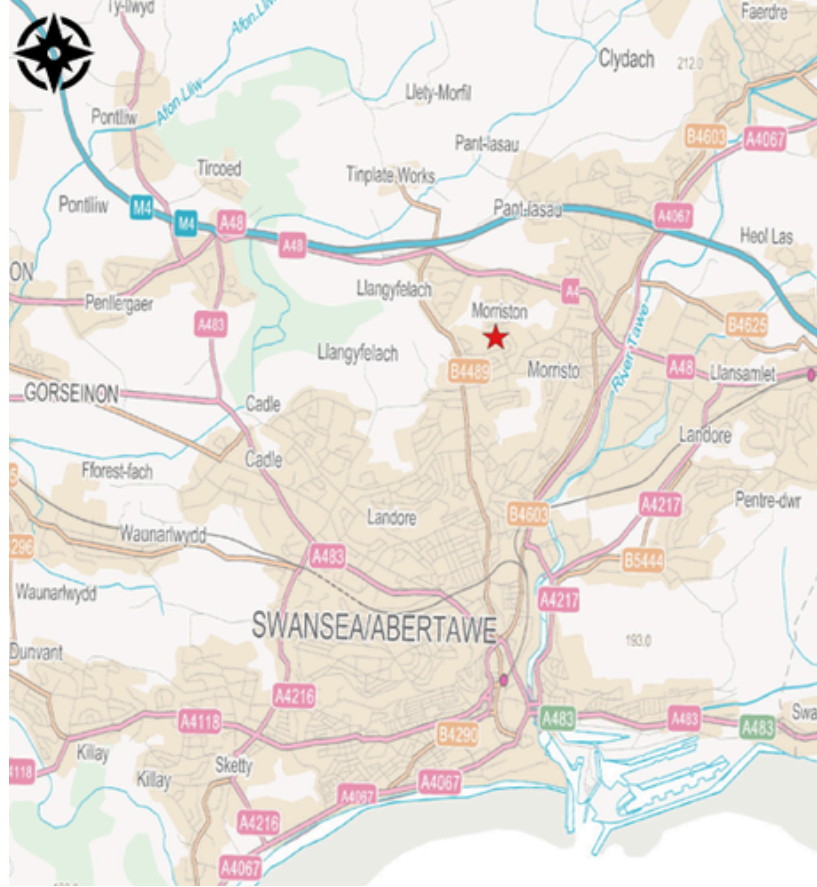 Ty-llwyd
Faerdre
Afon Lliw
Clydach
212.0
Llety-Morfil
Afon Lliw
Pontlliw
B4603
A4067
Pant-lasau
Tircoed
Tinplate Works
Pontlliw
M4
M4
A48
Pant-lasau
A4067
Heol Las
A48
ON
Llangyfelach
A4
Penllergaer
Morriston
A483
River Tawe
B4625
Llangyfelach
B4489
Morristo
A48
Llansamlet
GORSEINON
Cadle
Landore
Cadle
Fforest-fach
A4217
Pentre-dwr
B4603
Landore
Waunarlwydd
296
A483
B5444
Waunarlwydd
A4217
SWANSEA/ABERTAWE
193.0
Dunvant
A4216
A4118
A483
A483
A483
Swa
B4290
Killay
Sketty
4118
Killay
A4067
A4067
A4216
A4067